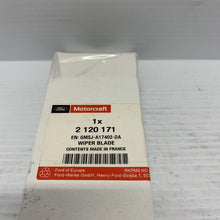 Ford Motorcraft
1x
2 120 171
EN: GM5J-A17402-DA
WIPER BLADE
CONTENTS MADE IN FRANCE
Ford of Europe
Ford-Werke GmbH, Henry-Ford-Straße 1, 50